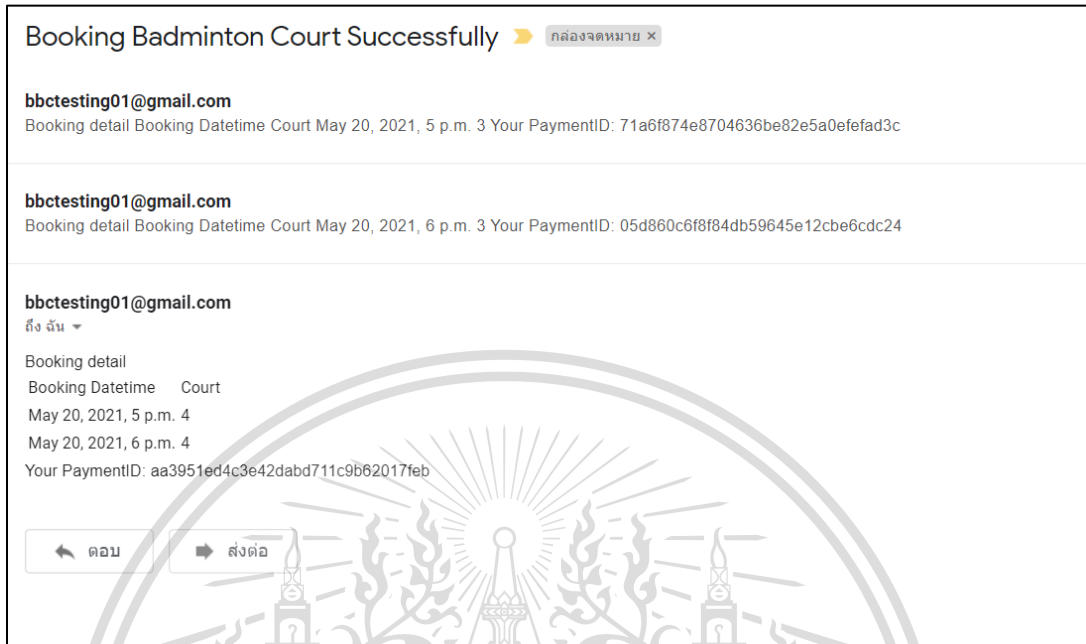 Booking Badminton Court Successfully กล่องจดหมาย ×
bbctesting01@gmail.com
Booking detail Booking Datetime Court May 20, 2021, 5 p.m. 3 Your PaymentID: 71a6f874e8704636be82e5a0efefad3c
bbctesting01@gmail.com
Booking detail Booking Datetime Court May 20, 2021, 6 p.m. 3 Your PaymentID: 05d860c6f8f84db59645e12cbe6cdc24
bbctesting01@gmail.com
ถึง ฉัน
Booking detail
Booking Datetime Court
May 20, 2021, 5 p.m. 4
May 20, 2021, 6 p.m. 4
Your PaymentID: aa3951ed4c3e42dabd711c9b62017feb
ตอบ ส่งต่อ